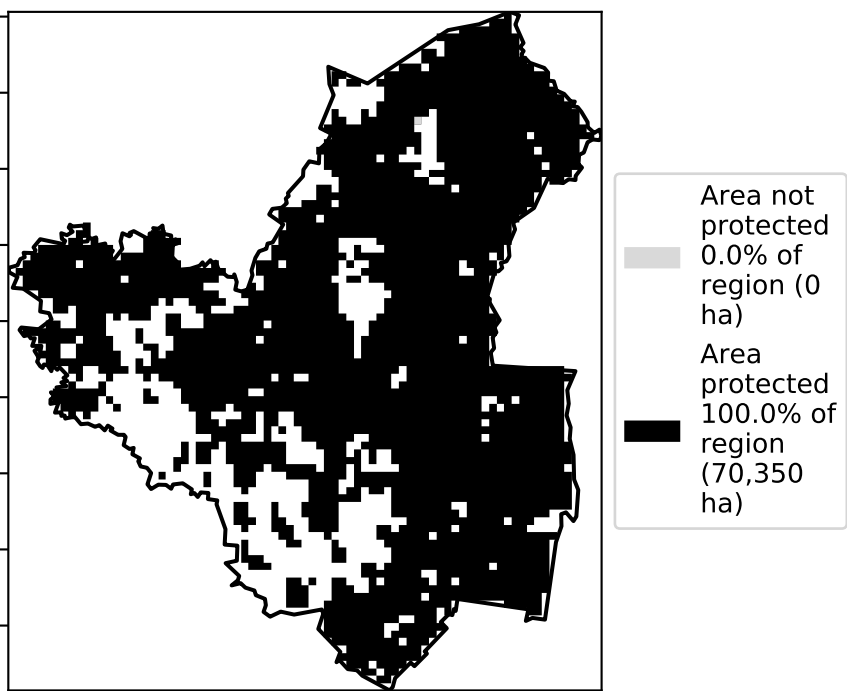 Area not
protected
0.0% of
region (0
ha)
Area
protected
100.0% of
region
(70,350
ha)